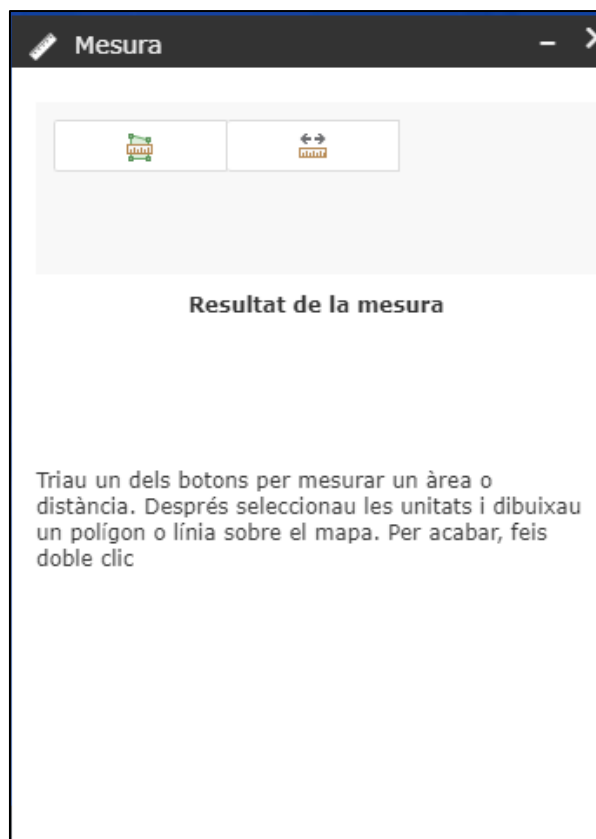 Mesura
Resultat de la mesura
Triau un dels botons per mesurar un àrea o
distància. Després seleccionau les unitats i dibuixau
un polígon o línia sobre el mapa. Per acabar, feis
doble clic